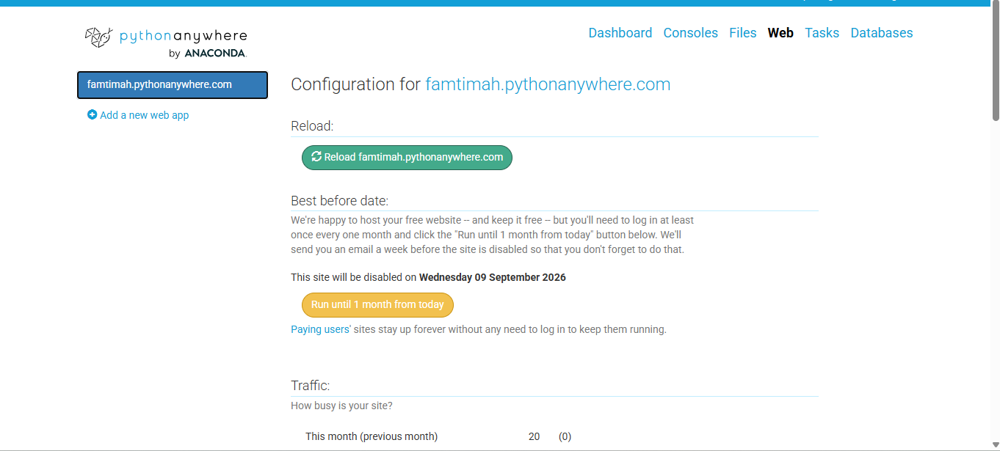 pythonanywhere
by ANACONDA.
Dashboard Consoles Files Web Tasks Databases
famtimah.pythonanywhere.com
Add a new web app
Configuration for famtimah.pythonanywhere.com
Reload:
Reload famtimah.pythonanywhere.com
Best before date:
We're happy to host your free website -- and keep it free -- but you'll need to log in at least
once every one month and click the "Run until 1 month from today" button below. We'll
send you an email a week before the site is disabled so that you don't forget to do that.
This site will be disabled on Wednesday 09 September 2026
Run until 1 month from today
Paying users' sites stay up forever without any need to log in to keep them running.
Traffic:
How busy is your site?
This month (previous month) 20 (0)